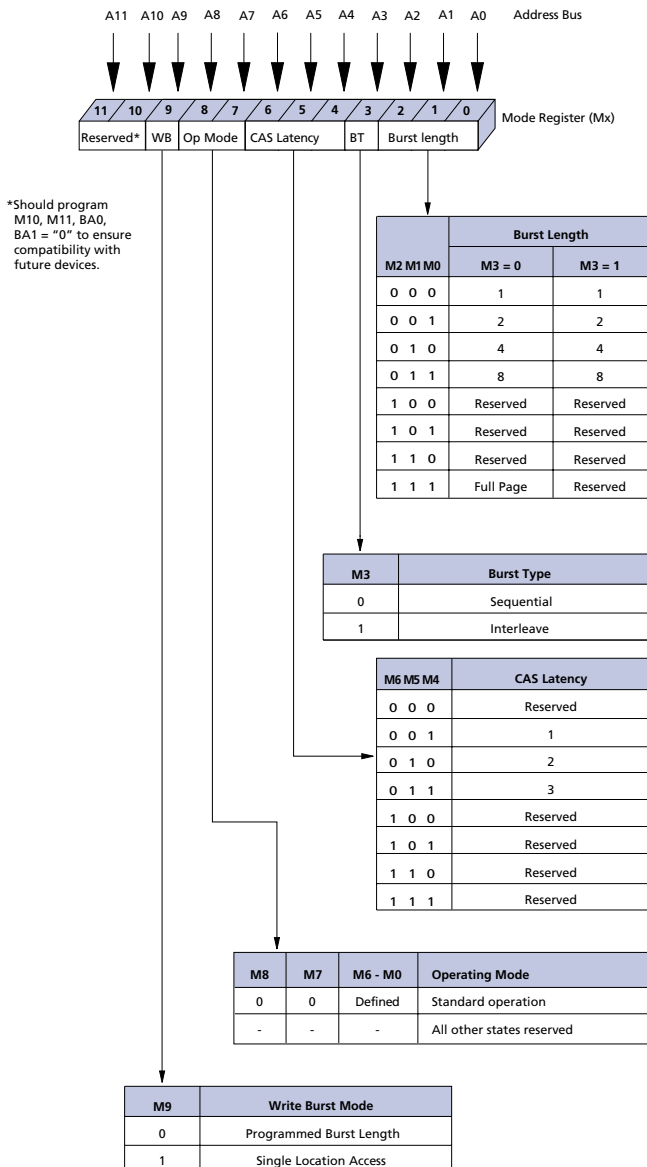 A11 A10 A9 A8 A7 A6 A5 A4 A3 A2 A1 A0 Address Bus
11 10 9 8 7 6 5 4 3 2 1 0
Mode Register (Mx)
Reserved* WB Op Mode CAS Latency BT Burst length
*Should program
M10, M11, BA0,
BA1 = “0” to ensure
compatibility with
future devices.
Burst Length
M2 M1 M0 M3 = 0 M3 = 1
0 0 0 1 1
0 0 1 2 2
0 1 0 4 4
0 1 1 8 8
1 0 0 Reserved Reserved
1 0 1 Reserved Reserved
1 1 0 Reserved Reserved
1 1 1 Full Page Reserved
M3 Burst Type
0 Sequential
1 Interleave
M6 M5 M4 CAS Latency
0 0 0 Reserved
0 0 1 1
0 1 0 2
0 1 1 3
1 0 0 Reserved
1 0 1 Reserved
1 1 0 Reserved
1 1 1 Reserved
M8 M7 M6 - M0 Operating Mode
0 0 Defined Standard operation
- - - All other states reserved
M9 Write Burst Mode
0 Programmed Burst Length
1 Single Location Access